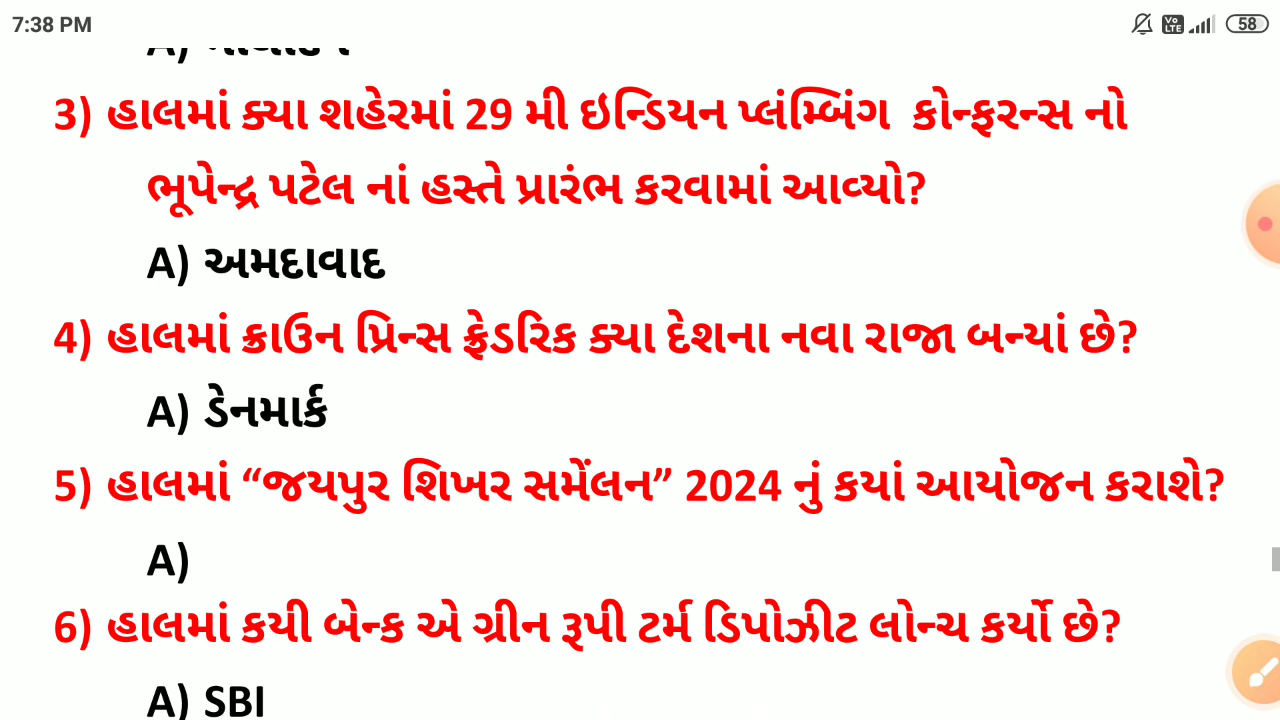 7:38 PM
Vo LTE
58
A)
3) હાલમાં ક્યા શહેરમાં 29 મી ઇન્ડિયન પ્લંમ્બિંગ કોન્ફરન્સ નો
ભૂપેન્દ્ર પટેલ નાં હસ્તે પ્રારંભ કરવામાં આવ્યો?
A) અમદાવાદ
4) હાલમાં ક્રાઉન પ્રિન્સ ફ્રેડરિક ક્યા દેશના નવા રાજા બન્યાં છે?
A) ડેનમાર્ક
5) હાલમાં “જયપુર શિખર સમેંલન” 2024 નું કયાં આયોજન કરાશે?
A)
6) હાલમાં કયી બેન્ક એ ગ્રીન રૂપી ટર્મ ડિપોઝીટ લોન્ચ કર્યો છે?
A) SBI